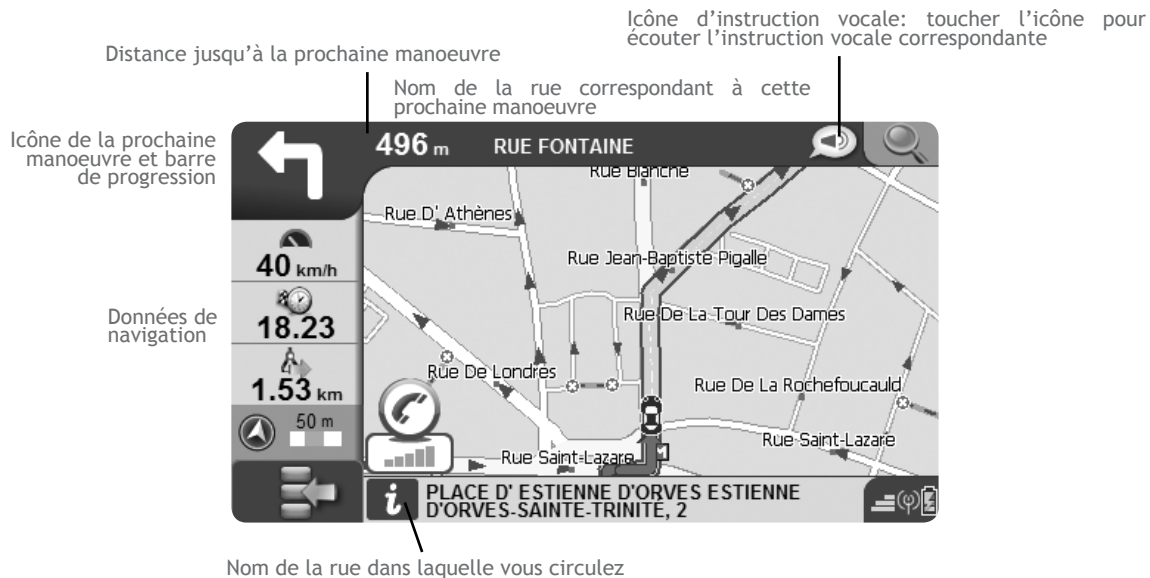 Icône d’instruction vocale: toucher l’icône pour
écouter l’instruction vocale correspondante
Distance jusqu’à la prochaine manoeuvre
Nom de la rue correspondant à cette
prochaine manoeuvre
Icône de la prochaine
manoeuvre et barre
de progression
496 m RUE FONTAINE
Rue Blanche
Rue D' Athènes
40 km/h
Rue Jean-Baptiste Pigalle
Données de
navigation
18.23
Rue De La Tour Des Dames
1.53 km
Rue De Londres
Rue De La Rochefoucauld
50 m
Rue Saint-Lazare
Rue Saint-Lazare
M
i PLACE D' ESTIENNE D'ORVES ESTIENNE
D'ORVES-SAINTE-TRINITÉ, 2
Nom de la rue dans laquelle vous circulez